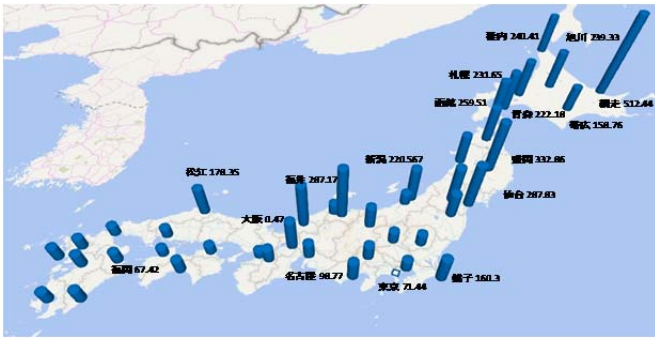 稚内 240.41
旭川 239.33
札幌 231.65
網走 512.44
函館 259.51
青森 222.18
帯広 158.76
新潟 220.567
盛岡 332.86
松江 178.35
福井 287.17
仙台 287.83
大阪 0.47
福岡 67.42
名古屋 98.77
東京 71.44
銚子 160.3